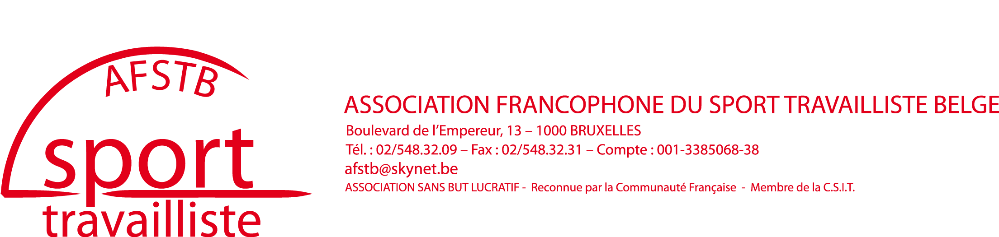 AFSTB
sport
travailliste
ASSOCIATION FRANCOPHONE DU SPORT TRAVAILLISTE BELGE
Boulevard de l’Empereur, 13 – 1000 BRUXELLES
Tél. : 02/548.32.09 – Fax : 02/548.32.31 – Compte : 001-3385068-38
afstb@skynet.be
ASSOCIATION SANS BUT LUCRATIF - Reconnue par la Communauté Française - Membre de la C.S.I.T.